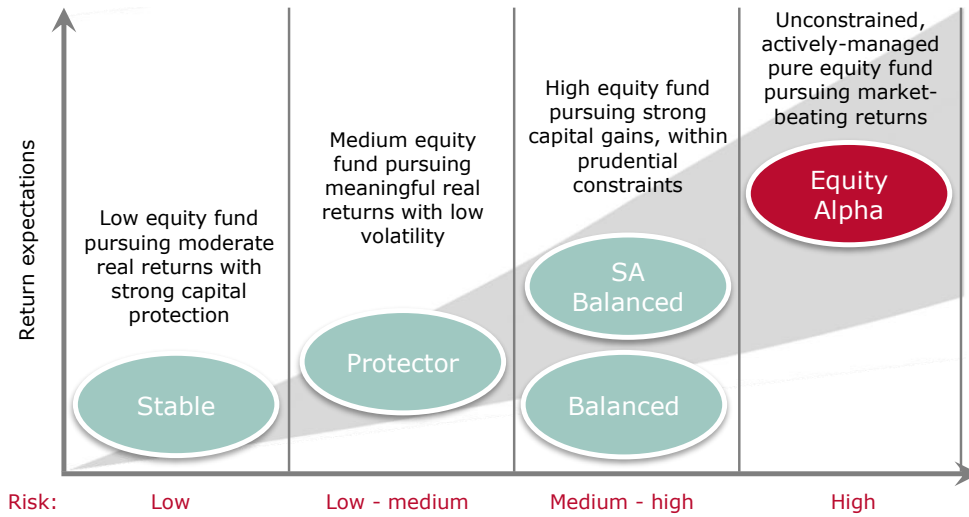 Return expectations
Low equity fund
pursuing moderate
real returns with
strong capital
protection
Stable
Medium equity
fund pursuing
meaningful real
returns with low
volatility
Protector
High equity fund
pursuing strong
capital gains, within
prudential
constraints
SA
Balanced
Balanced
Unconstrained,
actively-managed
pure equity fund
pursuing market-
beating returns
Equity
Alpha
Risk:
Low
Low - medium
Medium - high
High